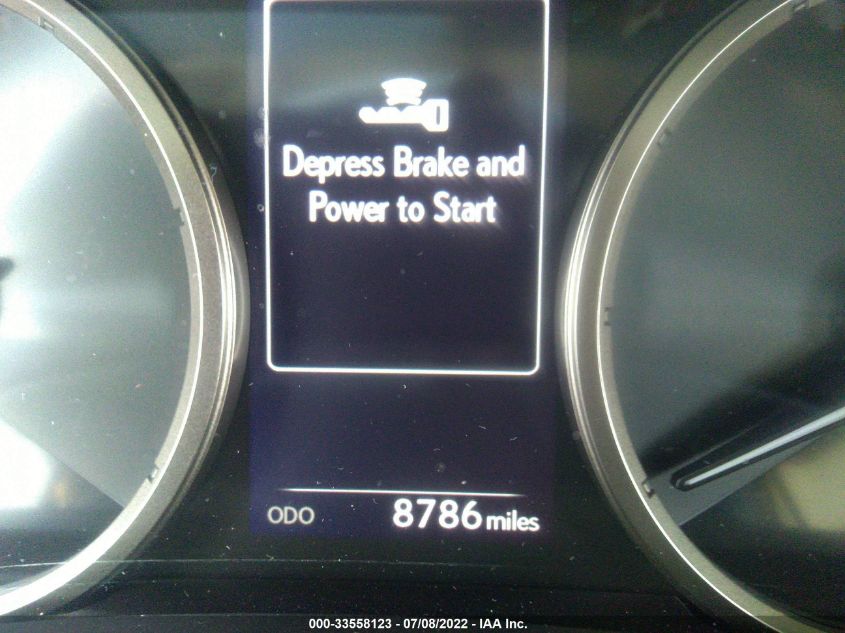 Depress Brake and
Power to Start
ODO 8786 miles
000-33558123 - 07/08/2022 - IAA Inc.